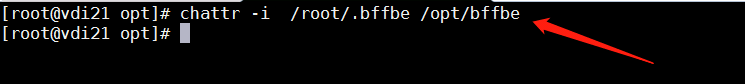 [root@vdi21 opt]# chattr -i  /root/.bffbe /opt/bffbe
[root@vdi21 opt]#